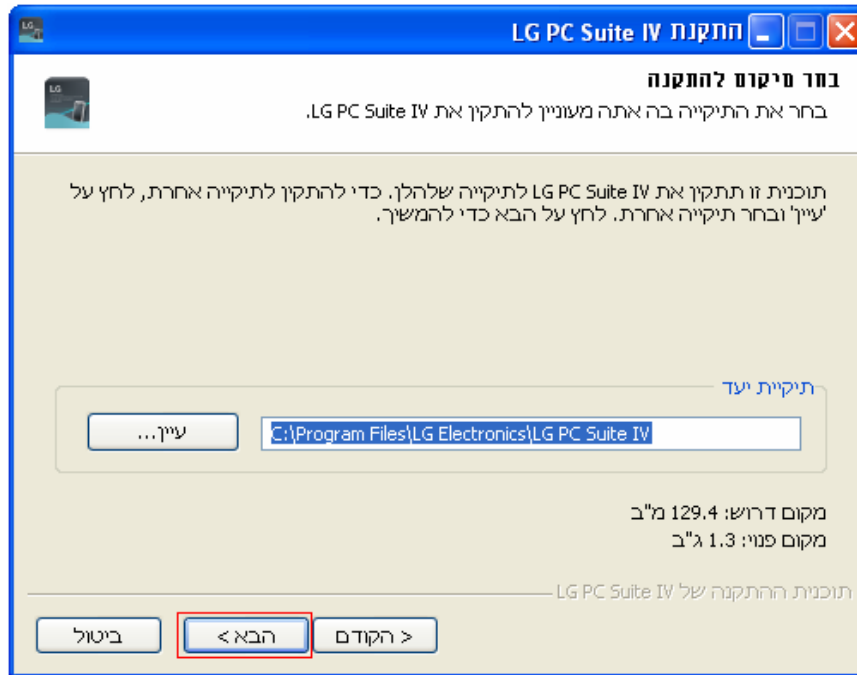 התקנת LG PC Suite IV
LG
LG
בחר מיקום להתקנה
בחר את התיקייה בה אתה מעוניין להתקין את LG PC Suite IV.
תוכנית זו תתקין את LG PC Suite IV לתיקייה שלהלן. כדי להתקין לתיקייה אחרת, לחץ על
'עיין' ובחר תיקייה אחרת. לחץ על הבא כדי להמשיך.
תיקיית יעד
C:\Program Files\LG Electronics\LG PC Suite IV
עיין...
מקום דרוש: 129.4 מ"ב
מקום פנוי: 1.3 ג"ב
תוכנית ההתקנה של LG PC Suite IV
< הקודם
הבא >
ביטול